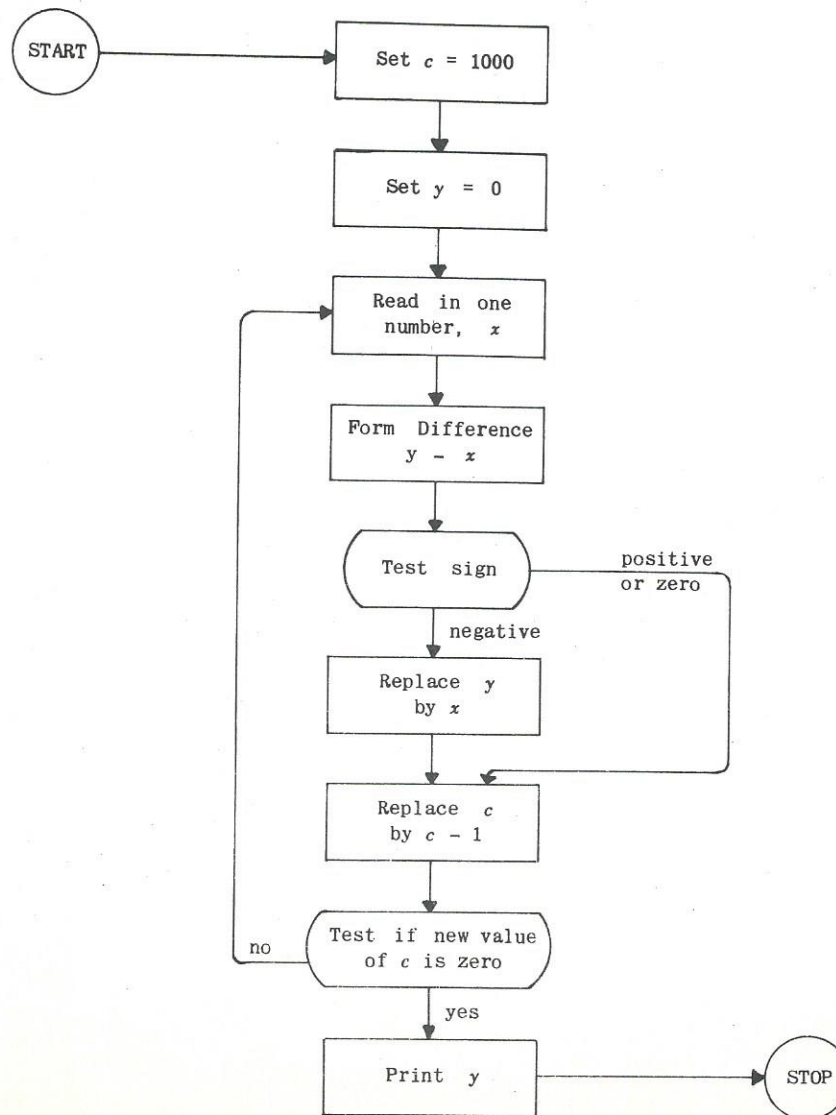 START
Set c = 1000
Set y = 0
Read in one
number, x
Form Difference
y - x
Test sign
positive
or zero
negative
Replace y
by x
Replace c
by c - 1
Test if new value
of c is zero
no
yes
Print y
STOP